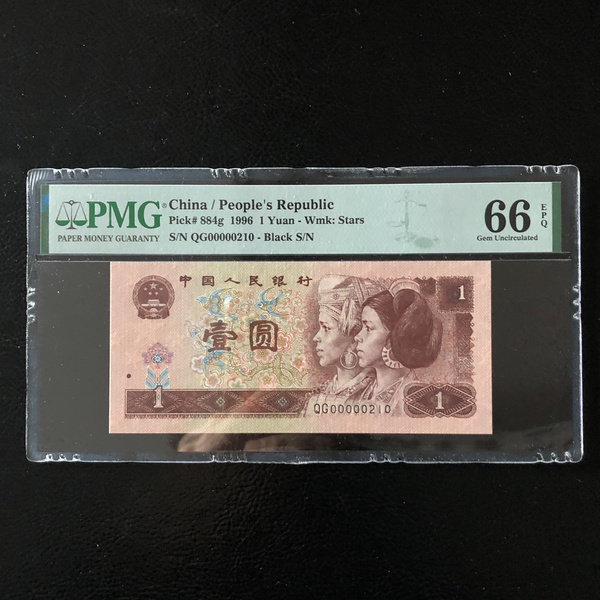 PMG
PAPER MONEY GUARANTY
China / People's Republic
Pick# 884g 1996 1 Yuan - Wmk: Stars
S/N QG00000210 - Black S/N
66 EPQ
Gem Uncirculated
中国人民银行
1
壹圆
1
1
QG00000210